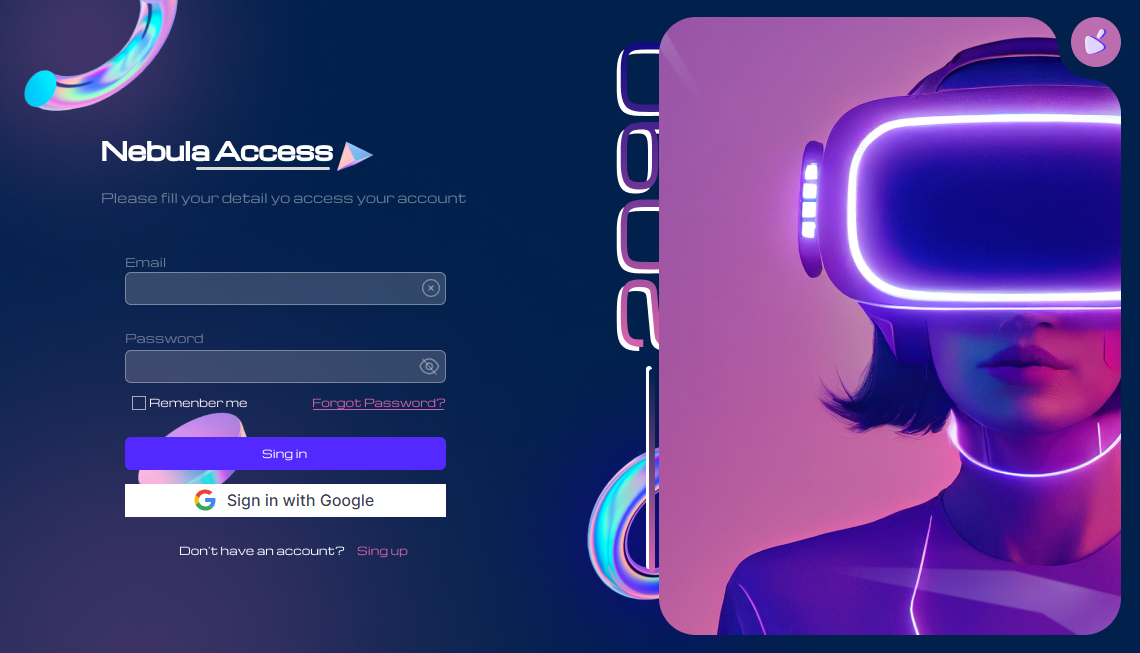 Nebula Access
Please fill your detail yo access your account
Email
Password
Remenber me
Forgot Password?
Sing in
Sign in with Google
Don't have an account? Sing up